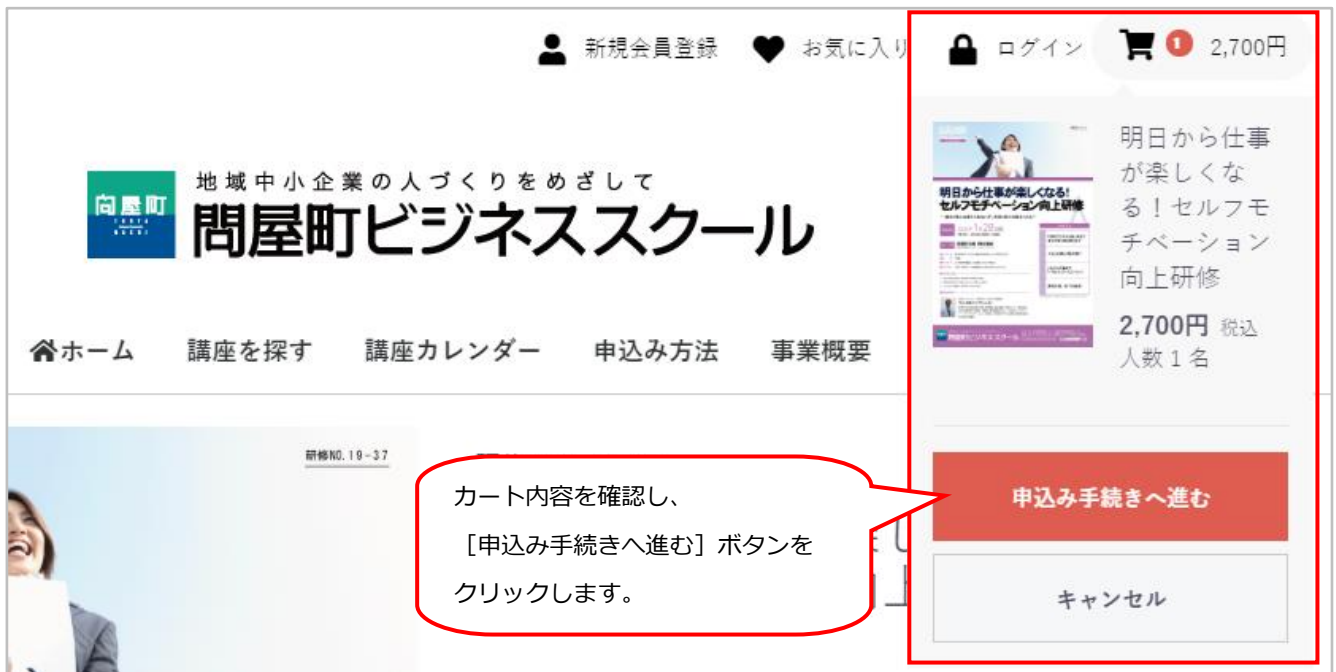 新規会員登録
お気に入り
ログイン
1
2,700円
問屋町
地域中小企業の人づくりをめざして
問屋町ビジネススクール
ホーム
講座を探す
講座カレンダー
申込み方法
事業概要
明日から仕事が楽しくなる!
セルフモチベーション向上研修
明日から仕事
が楽しくな
る！セルフモ
チベーション
向上研修
2,700円 税込
人数１名
研修NO.19-37
カート内容を確認し、
［申込み手続きへ進む］ボタンを
クリックします。
申込み手続きへ進む
キャンセル